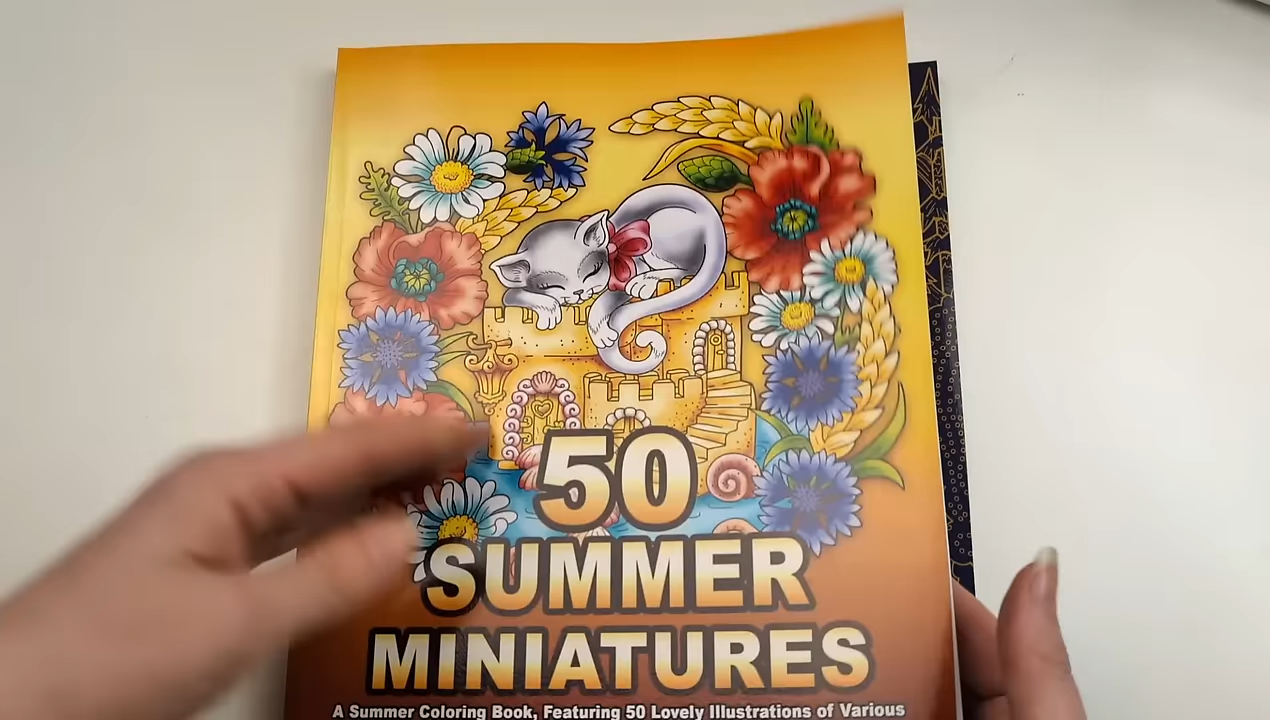 50
SUMMER
MINIATURES
A Summer Coloring Book, Featuring 50 Lovely Illustrations of Various